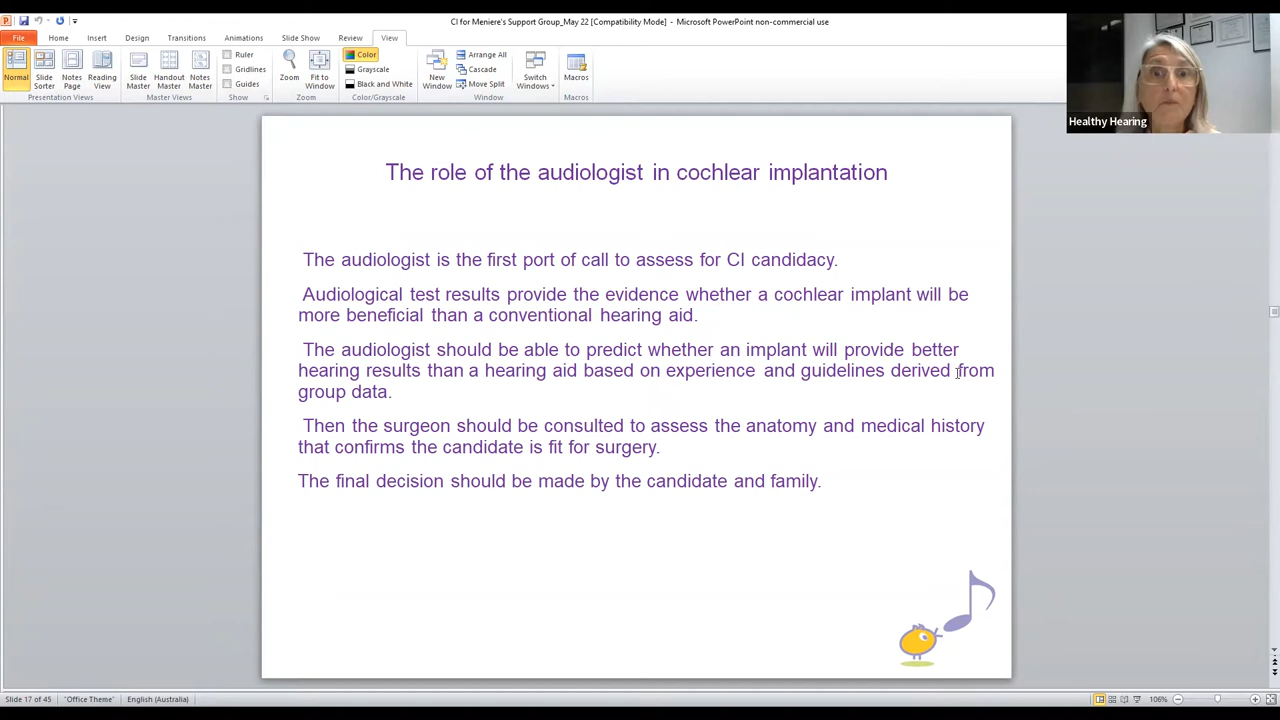 CI for Meniere's Support Group_May 22 [Compatibility Mode] - Microsoft PowerPoint non-commercial use
File Home Insert Design Transitions Animations Slide Show Review View
Normal Slide Sorter Notes Page Reading View
Presentation Views
Slide Master Handout Master Notes Master
Master Views
Ruler
Gridlines
Guides
Show
Zoom Fit to Window
Zoom
Color
Grayscale
Black and White
Color/Grayscale
New Window
Arrange All
Cascade
Move Split
Window
Switch Windows
Macros
Macros
Healthy Hearing
The role of the audiologist in cochlear implantation
The audiologist is the first port of call to assess for CI candidacy.
Audiological test results provide the evidence whether a cochlear implant will be
more beneficial than a conventional hearing aid.
The audiologist should be able to predict whether an implant will provide better
hearing results than a hearing aid based on experience and guidelines derived from
group data.
Then the surgeon should be consulted to assess the anatomy and medical history
that confirms the candidate is fit for surgery.
The final decision should be made by the candidate and family.
Slide 17 of 45 "Office Theme" English (Australia) 106%